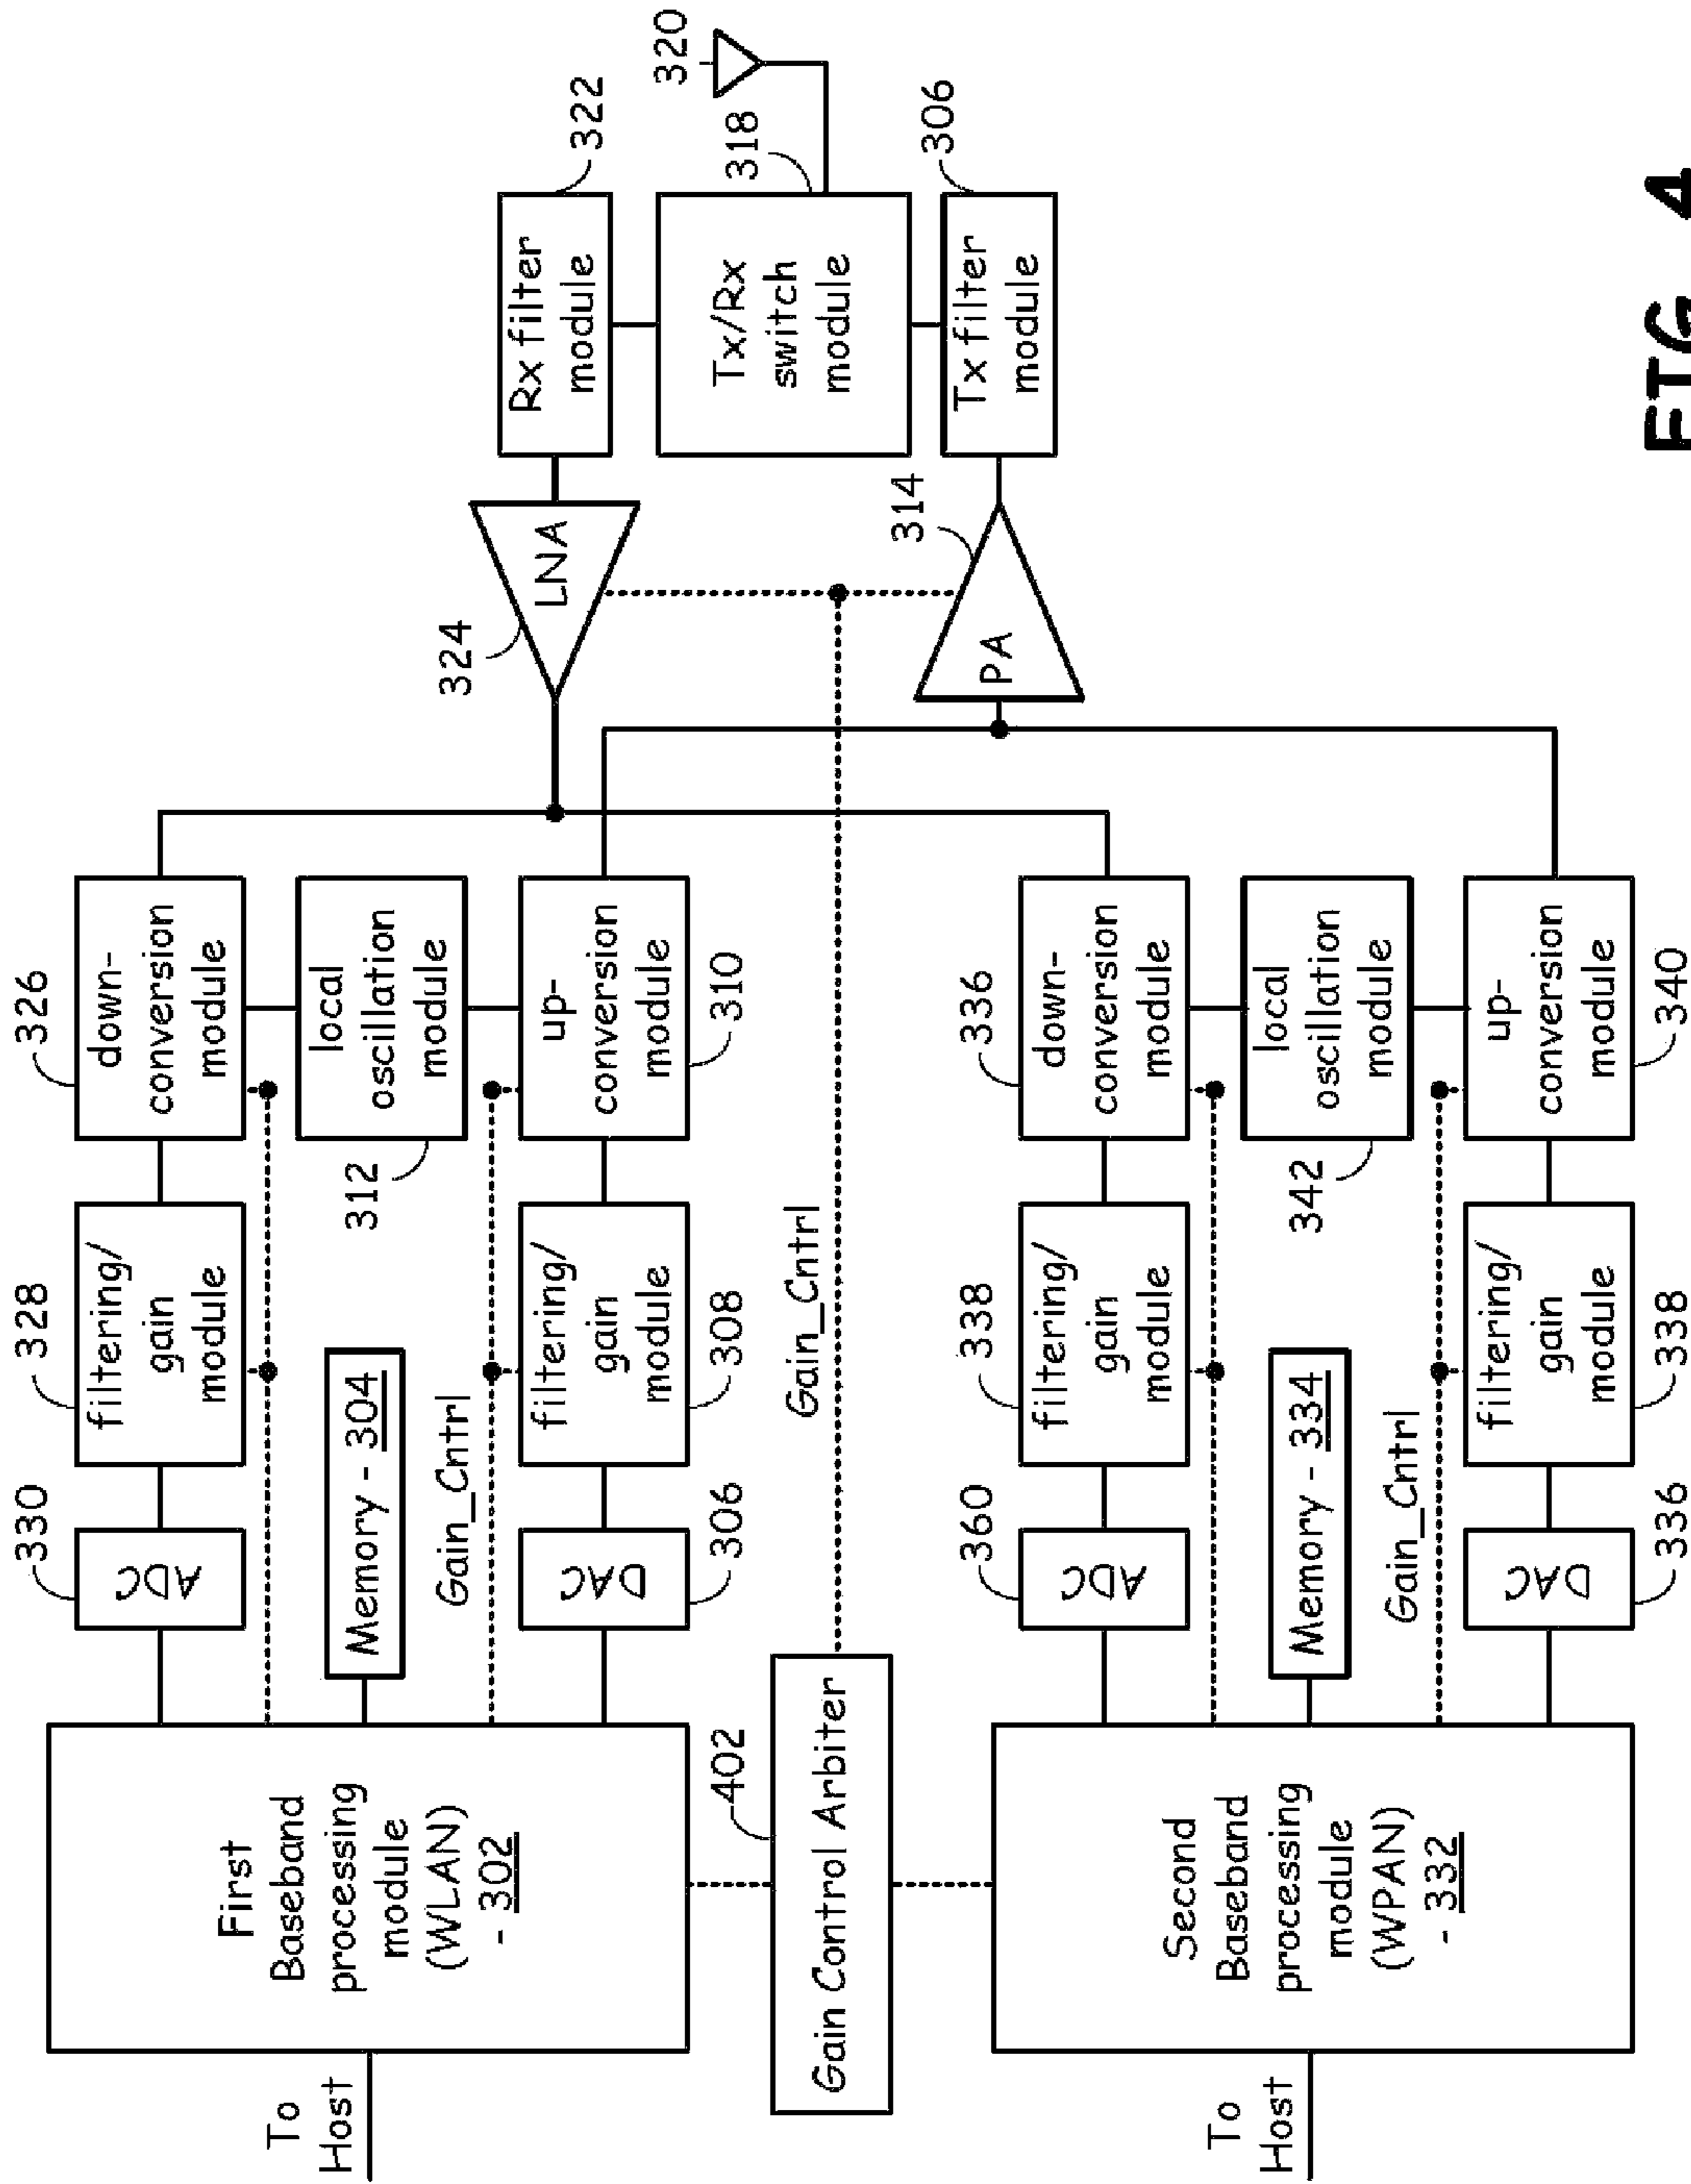 To
Host
First
Baseband
processing
module
(WLAN)
- 302
330
ADC
328
filtering/
gain
module
326
down-
conversion
module
Memory - 304
312
local
oscillation
module
Gain_Cntrl
DAC
306
filtering/
gain
module
308
up-
conversion
module
310
324
LNA
Rx filter
module
322
320
Tx/Rx
switch
module
318
314
PA
Tx filter
module
306
402
Gain Control Arbiter
Gain_Cntrl
To
Host
Second
Baseband
processing
module
(WPAN)
- 332
360
ADC
338
filtering/
gain
module
336
down-
conversion
module
Memory - 334
342
local
oscillation
module
Gain_Cntrl
DAC
336
filtering/
gain
module
338
up-
conversion
module
340
FIG. 4